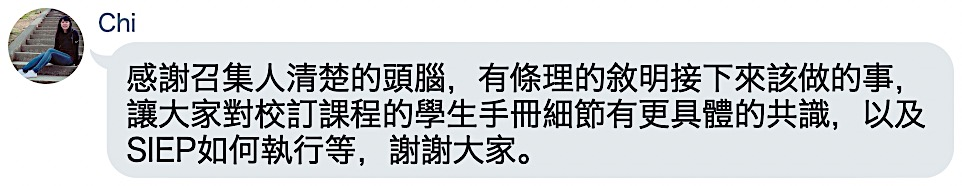 Chi
感謝召集人清楚的頭腦，有條理的敘明接下來該做的事，
讓大家對校訂課程的學生手冊細節有更具體的共識，以及
SIEP如何執行等，謝謝大家。